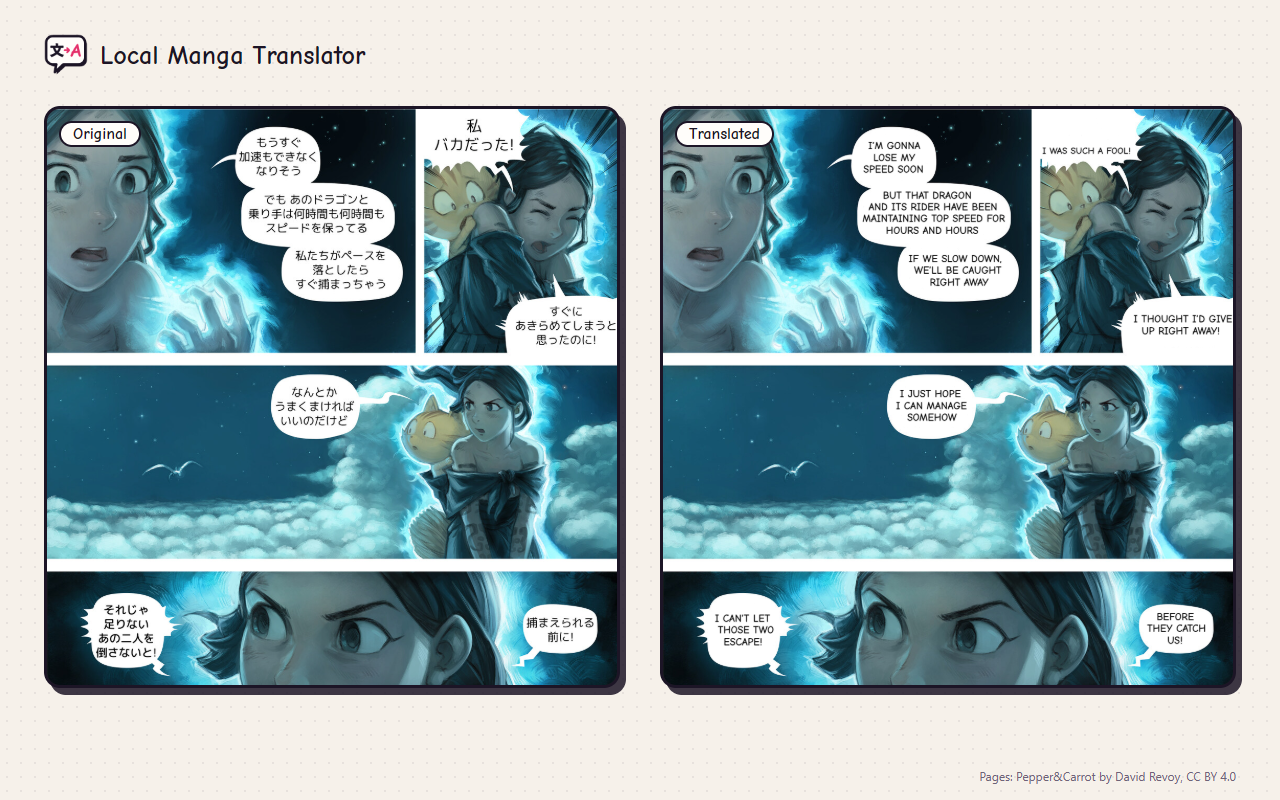 文→A
Local Manga Translator
Original
もうすぐ
加速もできなく
なりそう
でも あのドラゴンと
乗り手は何時間も何時間も
スピードを保ってる
私たちがペースを
落としたら
すぐ捕まっちゃう
私
バカだった!
すぐに
あきらめてしまうと
思ったのに!
なんとか
うまくまければ
いいのだけど
それじゃ
足りない
あの二人を
倒さないと!
捕まえられる
前に!
Translated
I'M GONNA
LOSE MY
SPEED SOON
BUT THAT DRAGON
AND ITS RIDER HAVE BEEN
MAINTAINING TOP SPEED FOR
HOURS AND HOURS
IF WE SLOW DOWN,
WE'LL BE CAUGHT
RIGHT AWAY
I WAS SUCH A FOOL!
I THOUGHT I'D GIVE
UP RIGHT AWAY!
I JUST HOPE
I CAN MANAGE
SOMEHOW
I CAN'T LET
THOSE TWO
ESCAPE!
BEFORE
THEY CATCH
US!
Pages: Pepper&Carrot by David Revoy, CC BY 4.0